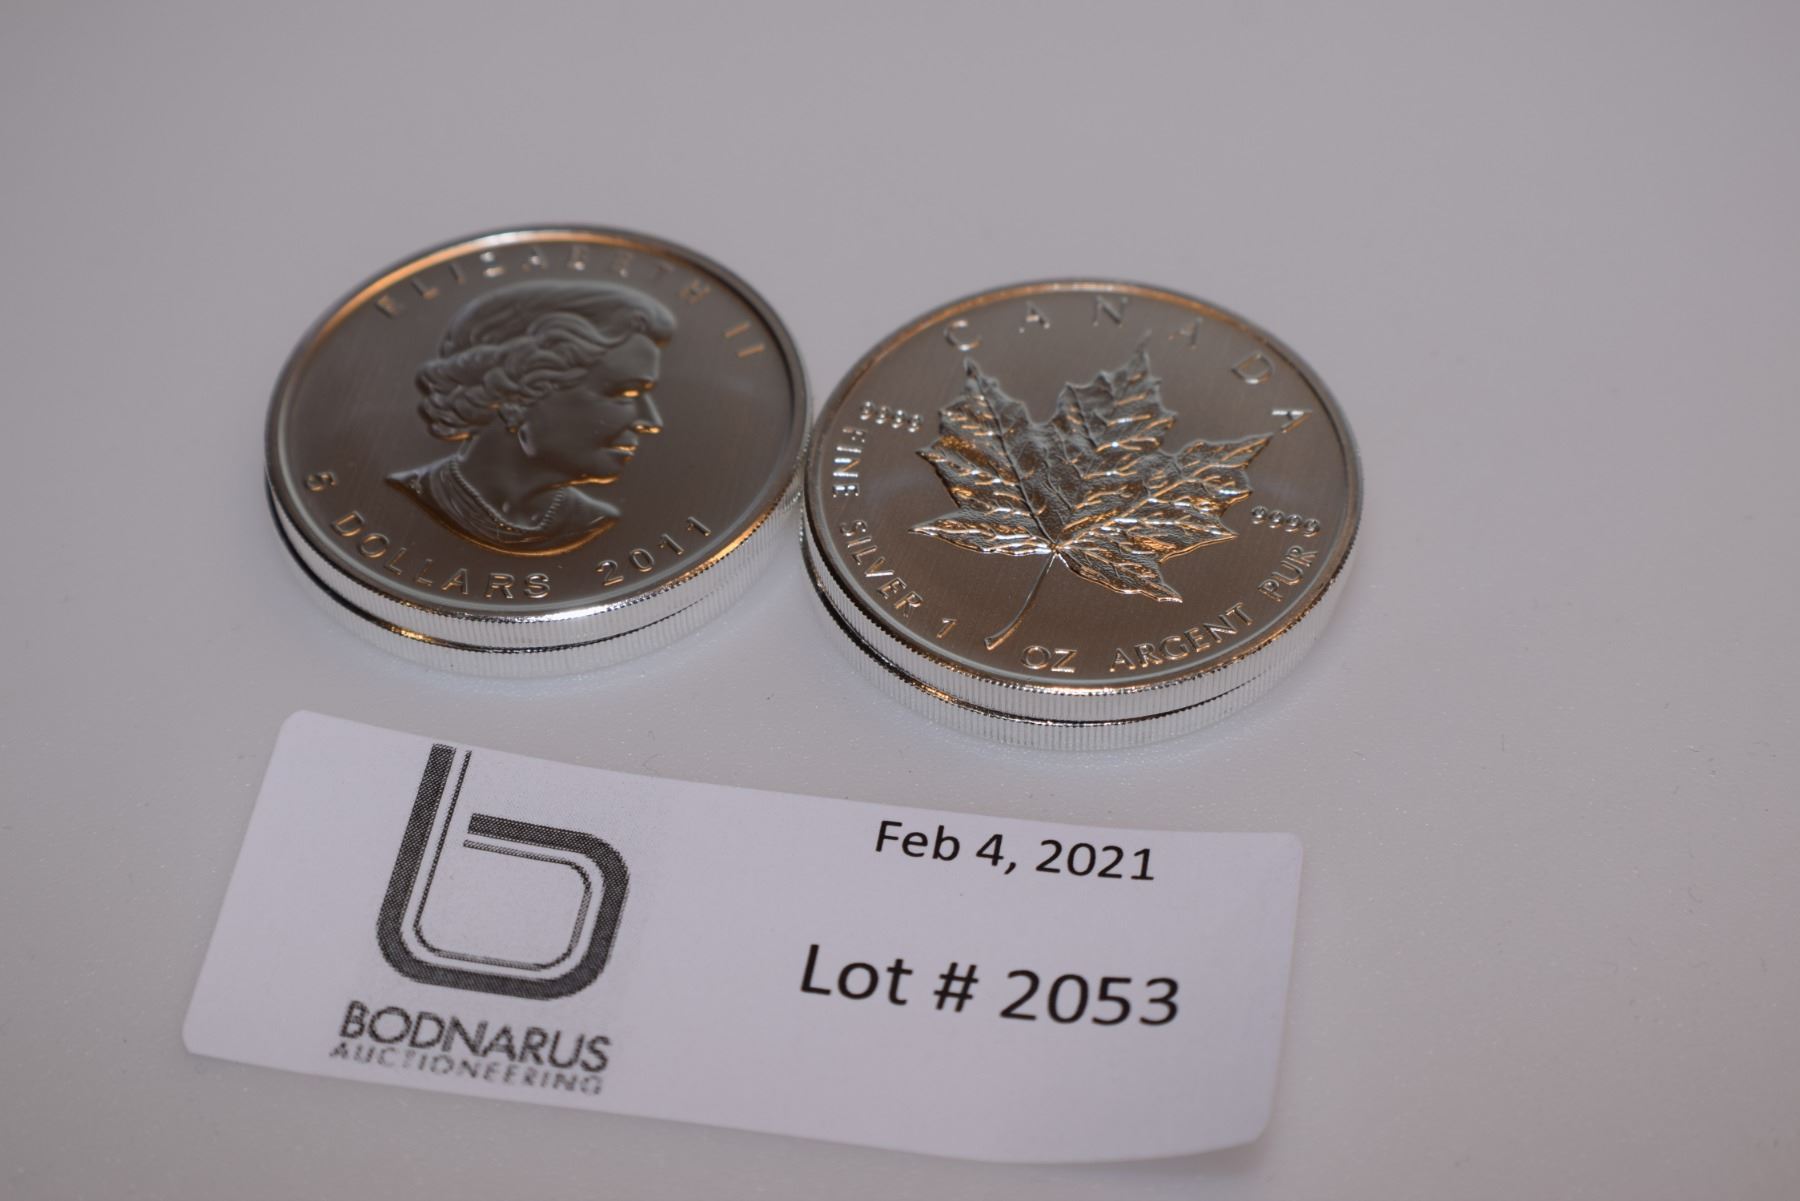 ELIZABETH II
5 DOLLARS 2011
CANADA
9999
9999
FINE SILVER 1 OZ ARGENT PUR
Feb 4, 2021
Lot # 2053
BODNARUS
AUCTIONEERING